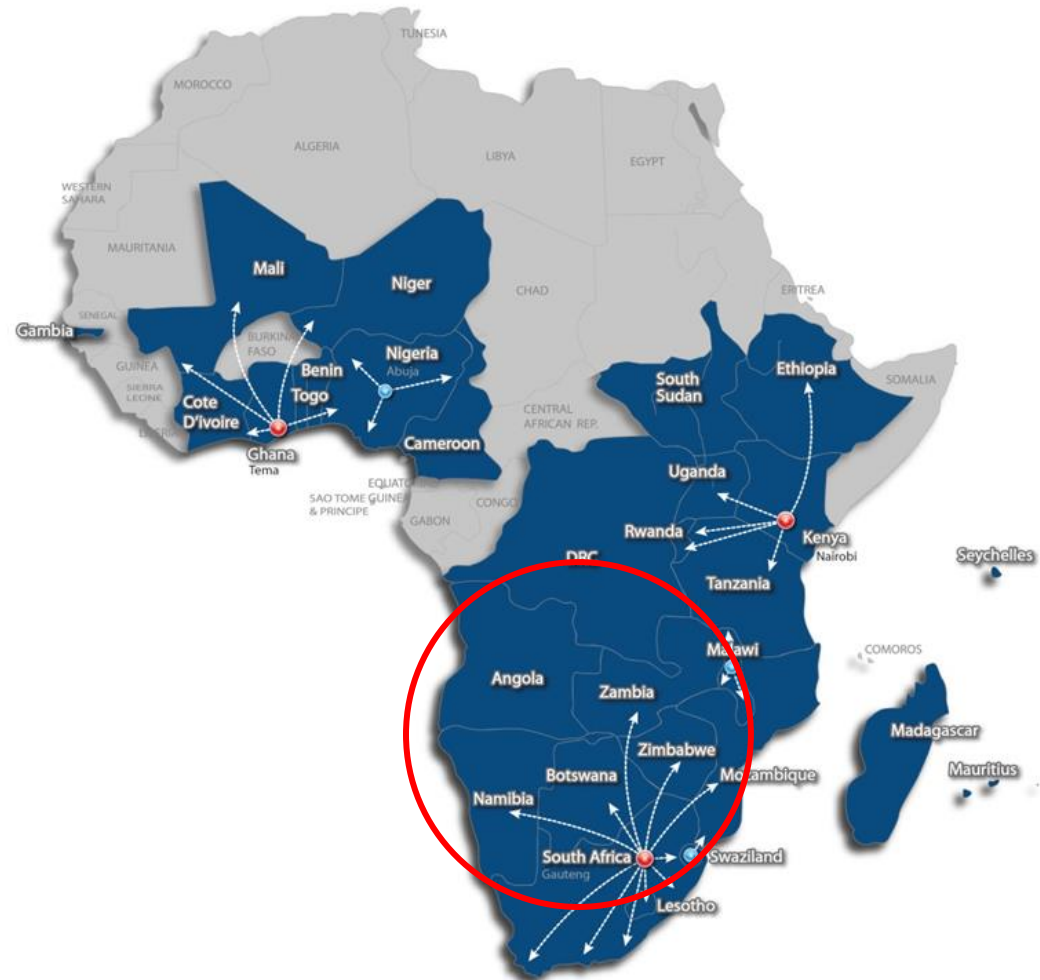 TUNISIA
MOROCCO
ALGERIA
LIBYA
EGYPT
WESTERN
SAHARA
MAURITANIA
Mali
Niger
CHAD
ERITREA
SENEGAL
Gambia
BURKINA
FASO
Nigeria
Abuja
GUINEA
Benin
Togo
SIERRA
LEONE
Cote
D'ivoire
Ghana
Tema
Cameroon
CENTRAL
AFRICAN REP.
South
Sudan
Ethiopia
SOMALIA
EQUATO
GUINEA
SAO TOME
& PRINCIPE
GABON
CONGO
Uganda
Rwanda
Kenya
Nairobi
DRC
Tanzania
Seychelles
Malawi
COMOROS
Angola
Zambia
Madagascar
Zimbabwe
Botswana
Mozambique
Mauritius
Namibia
South Africa
Gauteng
Swaziland
Lesotho